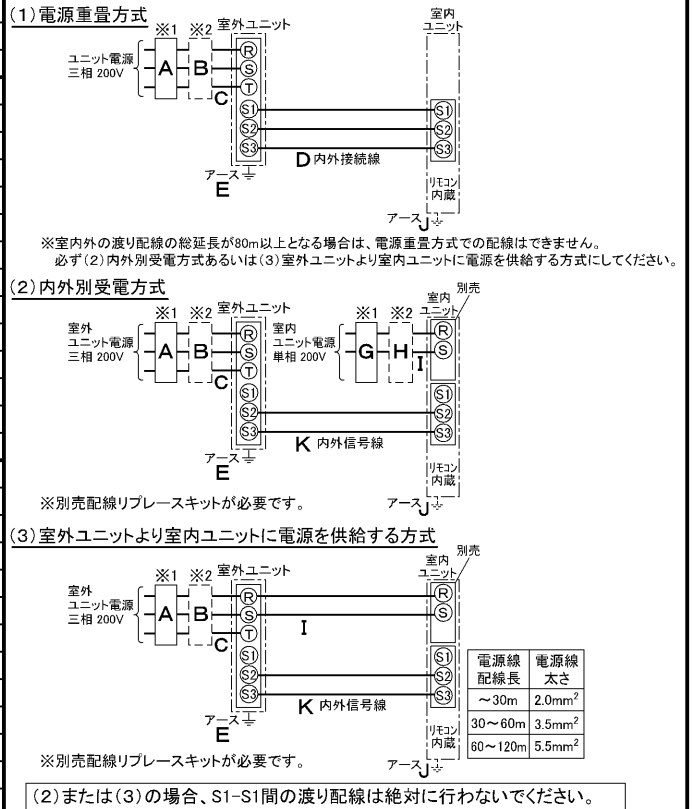 (1)電源重畳方式
※1 ※2 室外ユニット
室内
ユニット
ユニット電源
三相 200V
A B C
R
S
T
S1
S2
S3
S1
S2
S3
D 内外接続線
アース
E
リモコン
内蔵
アース J
※室内外の渡り配線の総延長が80m以上となる場合は、電源重畳方式での配線はできません。
必ず(2)内外別受電方式あるいは(3)室外ユニットより室内ユニットに電源を供給する方式にしてください。
(2)内外別受電方式
※1 ※2 室外ユニット
※1 ※2
室内
ユニット
別売
室外
ユニット電源
三相 200V
A B C
R
S
T
S1
S2
S3
室内
ユニット電源
単相 200V
G H I
R
S
S1
S2
S3
K 内外信号線
アース
E
リモコン
内蔵
アース J
※別売配線リプレースキットが必要です。
(3)室外ユニットより室内ユニットに電源を供給する方式
※1 ※2 室外ユニット
室内
ユニット
別売
室外
ユニット電源
三相 200V
A B C
R
S
T
S1
S2
S3
I
R
S
S1
S2
S3
K 内外信号線
アース
E
リモコン
内蔵
アース J
※別売配線リプレースキットが必要です。
電源線 電源線
配線長 太さ
～30m 2.0mm²
30～60m 3.5mm²
60～120m 5.5mm²
(2)または(3)の場合、S1-S1間の渡り配線は絶対に行わないでください。